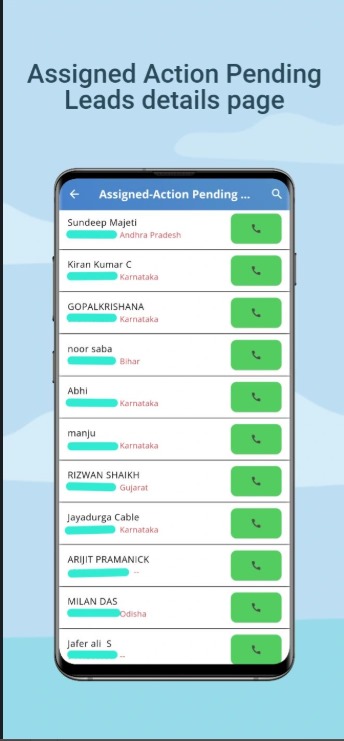 Assigned Action Pending
Leads details page
Assigned-Action Pending ...
Sundeep Majeti
Andhra Pradesh
Kiran Kumar C
Karnataka
GOPALKRISHANA
Karnataka
noor saba
Bihar
Abhi
Karnataka
manju
Karnataka
RIZWAN SHAIKH
Gujarat
Jayadurga Cable
Karnataka
ARIJIT PRAMANICK
--
MILAN DAS
Odisha
Jafer ali S
--